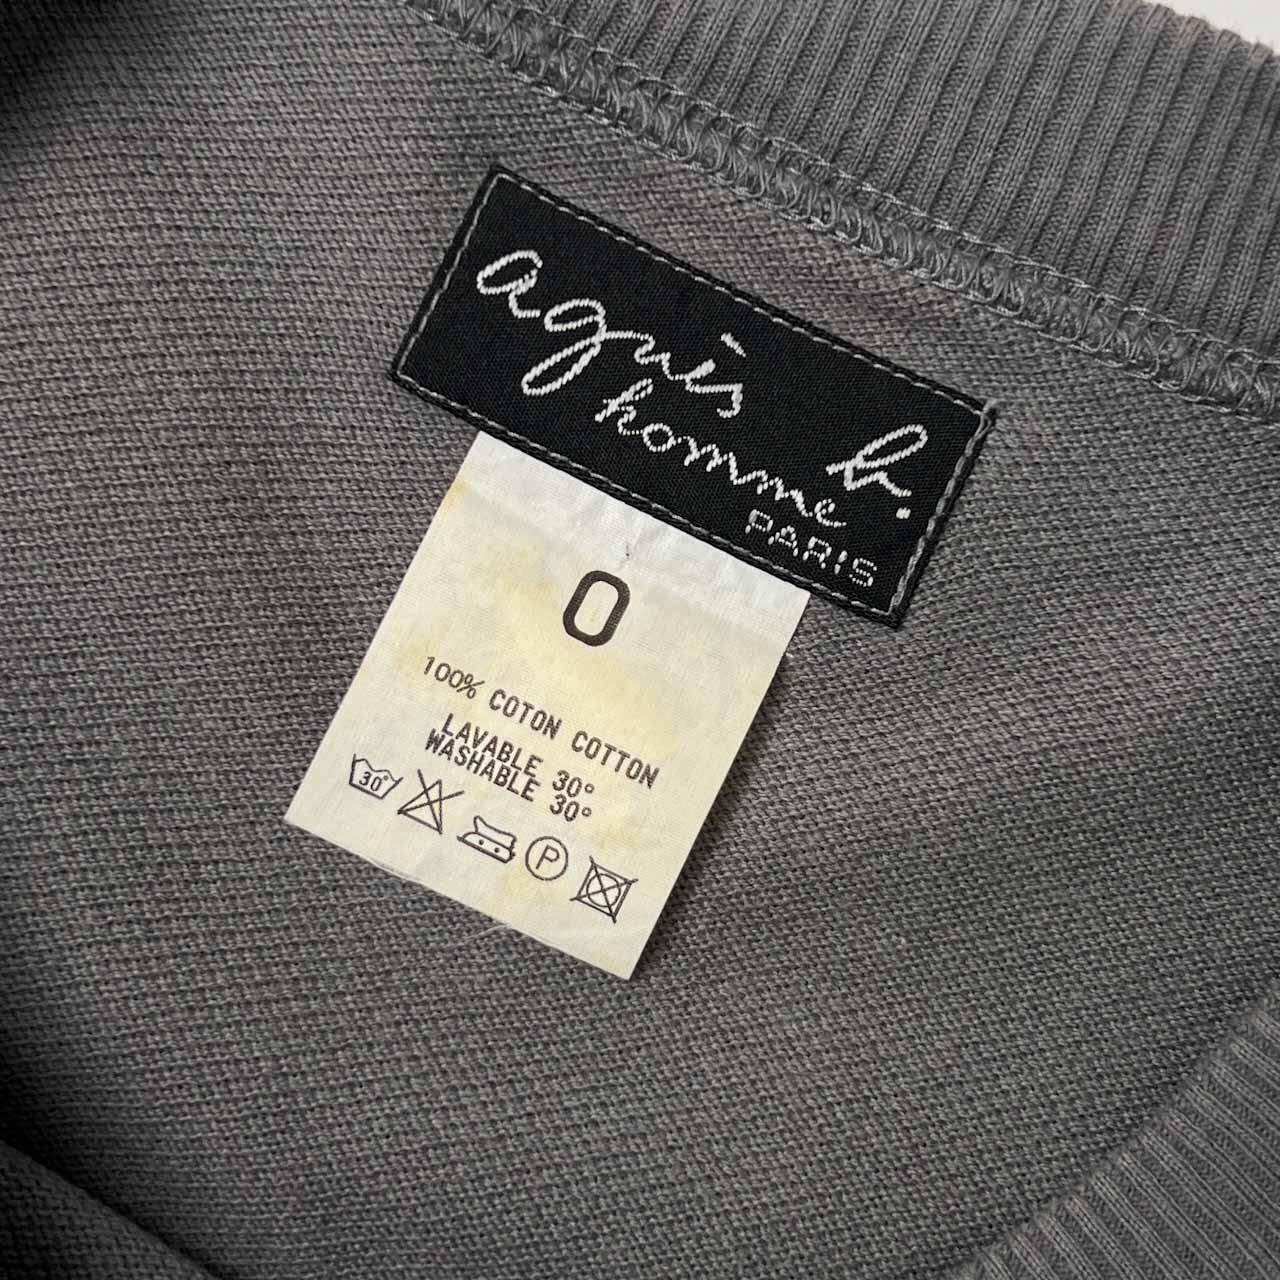 agnès b.
homme
PARIS
0
100% COTON COTTON
LAVABLE 30°
WASHABLE 30°
30°
P